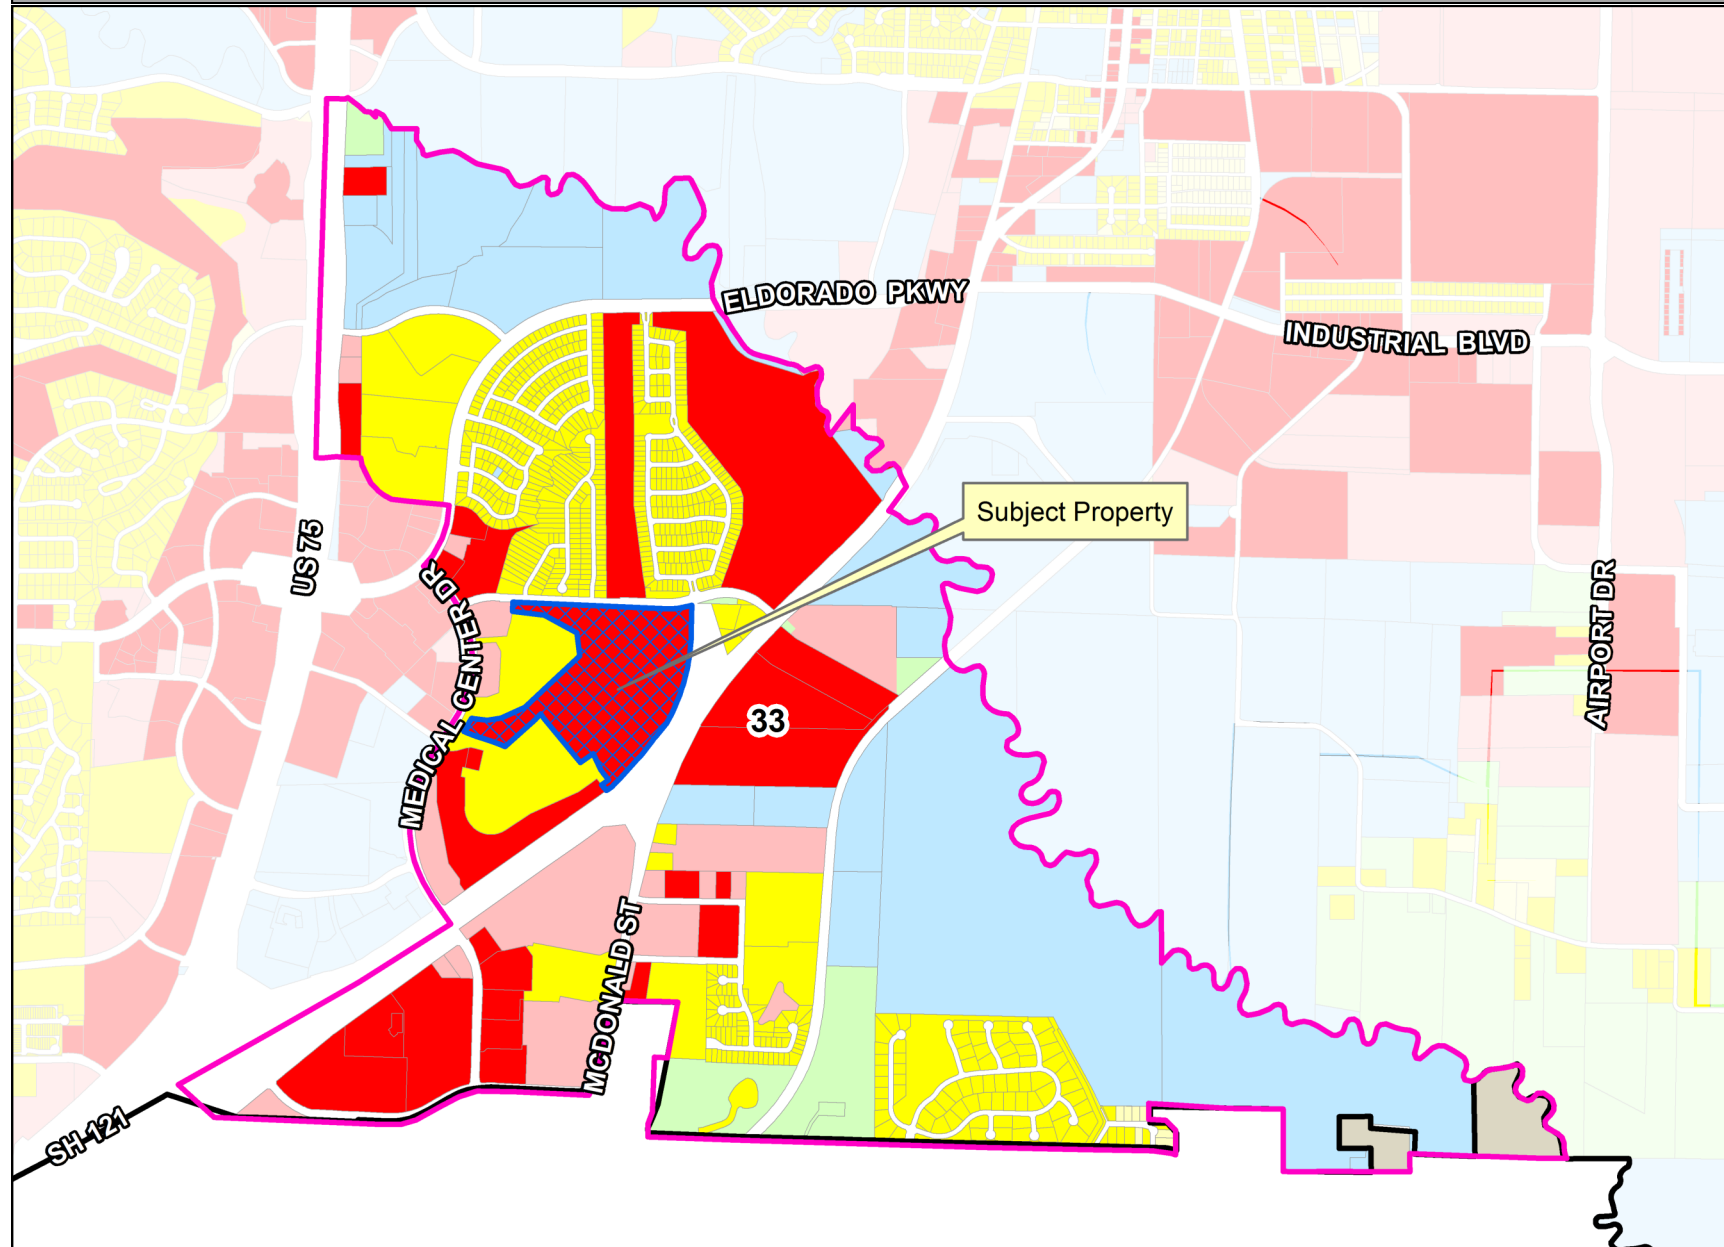 ELDORADO PKWY
INDUSTRIAL BLVD
Subject Property
US 75
MEDICAL CENTER DR
AIRPORT DR
33
MCDONALD ST
SH 121